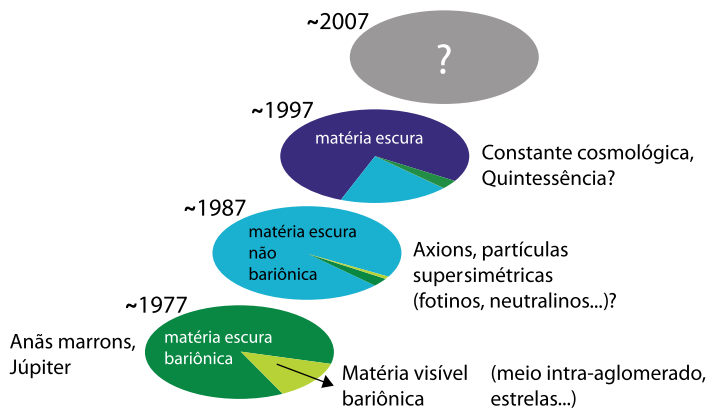 ~2007
?
~1997
matéria escura
Constante cosmológica,
Quintessência?
~1987
matéria escura
não
bariônica
Axions, partículas
supersimétricas
(fotinos, neutralinos...)?
~1977
matéria escura
bariônica
Anãs marrons,
Júpiter
Matéria visível
bariônica
(meio intra-aglomerado,
estrelas...)